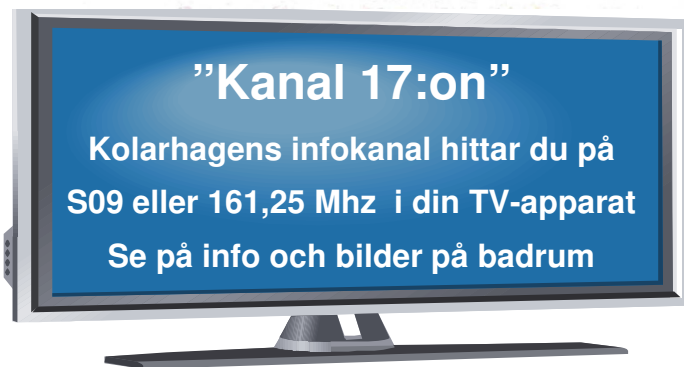 ”Kanal 17:on”
Kolarhagens infokanal hittar du på
S09 eller 161,25 Mhz i din TV-apparat
Se på info och bilder på badrum